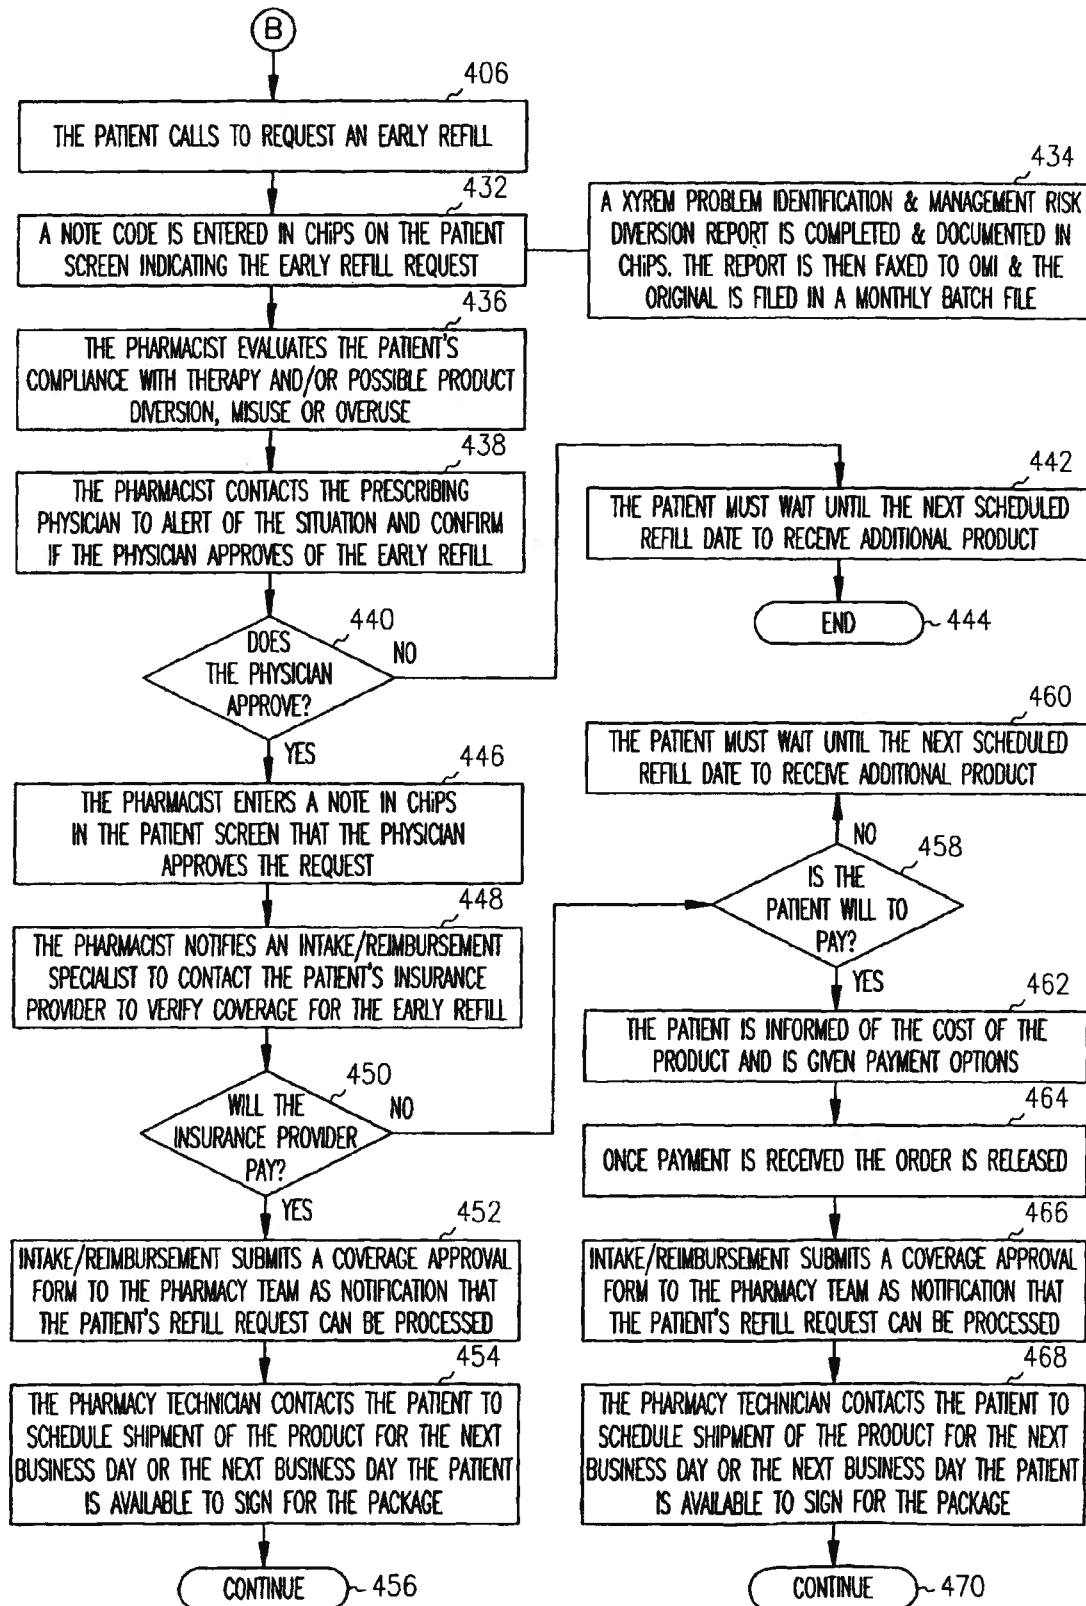 B
406
THE PATIENT CALLS TO REQUEST AN EARLY REFILL
432
A NOTE CODE IS ENTERED IN CHiPS ON THE PATIENT
SCREEN INDICATING THE EARLY REFILL REQUEST
434
A XYREM PROBLEM IDENTIFICATION & MANAGEMENT RISK
DIVERSION REPORT IS COMPLETED & DOCUMENTED IN
CHiPS. THE REPORT IS THEN FAXED TO OMI & THE
ORIGINAL IS FILED IN A MONTHLY BATCH FILE
436
THE PHARMACIST EVALUATES THE PATIENT'S
COMPLIANCE WITH THERAPY AND/OR POSSIBLE PRODUCT
DIVERSION, MISUSE OR OVERUSE
438
THE PHARMACIST CONTACTS THE PRESCRIBING
PHYSICIAN TO ALERT OF THE SITUATION AND CONFIRM
IF THE PHYSICIAN APPROVES OF THE EARLY REFILL
440
DOES
THE PHYSICIAN
APPROVE?
NO
YES
442
THE PATIENT MUST WAIT UNTIL THE NEXT SCHEDULED
REFILL DATE TO RECEIVE ADDITIONAL PRODUCT
END
444
446
THE PHARMACIST ENTERS A NOTE IN CHiPS
IN THE PATIENT SCREEN THAT THE PHYSICIAN
APPROVES THE REQUEST
448
THE PHARMACIST NOTIFIES AN INTAKE/REIMBURSEMENT
SPECIALIST TO CONTACT THE PATIENT'S INSURANCE
PROVIDER TO VERIFY COVERAGE FOR THE EARLY REFILL
450
WILL THE
INSURANCE PROVIDER
PAY?
NO
YES
452
INTAKE/REIMBURSEMENT SUBMITS A COVERAGE APPROVAL
FORM TO THE PHARMACY TEAM AS NOTIFICATION THAT
THE PATIENT'S REFILL REQUEST CAN BE PROCESSED
454
THE PHARMACY TECHNICIAN CONTACTS THE PATIENT TO
SCHEDULE SHIPMENT OF THE PRODUCT FOR THE NEXT
BUSINESS DAY OR THE NEXT BUSINESS DAY THE PATIENT
IS AVAILABLE TO SIGN FOR THE PACKAGE
CONTINUE
456
460
THE PATIENT MUST WAIT UNTIL THE NEXT SCHEDULED
REFILL DATE TO RECEIVE ADDITIONAL PRODUCT
NO
458
IS THE
PATIENT WILL TO
PAY?
YES
462
THE PATIENT IS INFORMED OF THE COST OF THE
PRODUCT AND IS GIVEN PAYMENT OPTIONS
464
ONCE PAYMENT IS RECEIVED THE ORDER IS RELEASED
466
INTAKE/REIMBURSEMENT SUBMITS A COVERAGE APPROVAL
FORM TO THE PHARMACY TEAM AS NOTIFICATION THAT
THE PATIENT'S REFILL REQUEST CAN BE PROCESSED
468
THE PHARMACY TECHNICIAN CONTACTS THE PATIENT TO
SCHEDULE SHIPMENT OF THE PRODUCT FOR THE NEXT
BUSINESS DAY OR THE NEXT BUSINESS DAY THE PATIENT
IS AVAILABLE TO SIGN FOR THE PACKAGE
CONTINUE
470